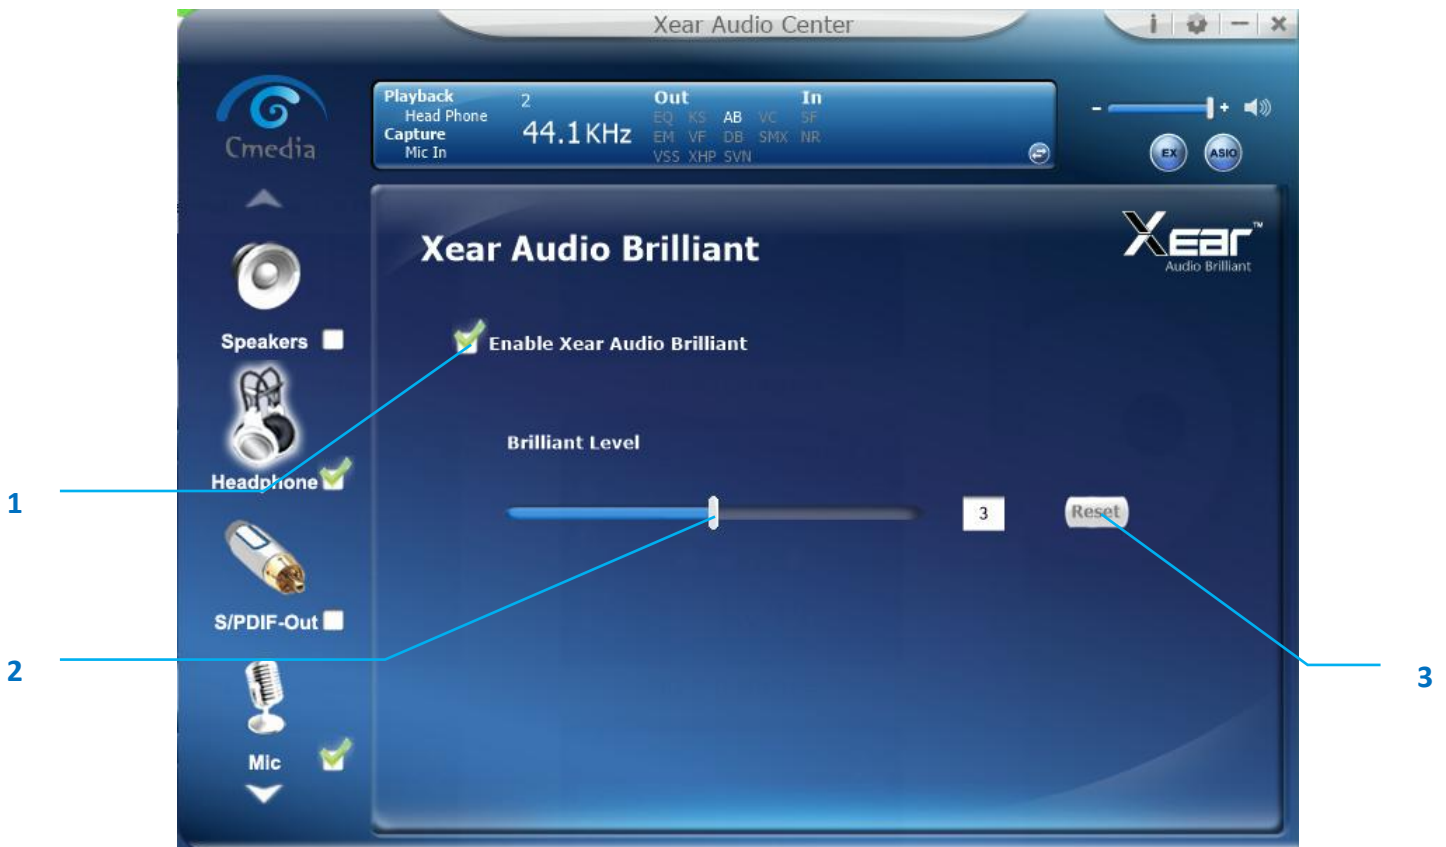 Xear Audio Center
i
Cmedia
Playback 2 Out In
Head Phone EQ KS AB VC SF
Capture 44.1KHz EM VF DB SMX NR
Mic In VSS XHP SVN
- +
EX ASIO
Xear Audio Brilliant
Xear™
Audio Brilliant
Speakers
Enable Xear Audio Brilliant
Brilliant Level
Headphone
1
3 Reset
S/PDIF-Out
2
3
Mic